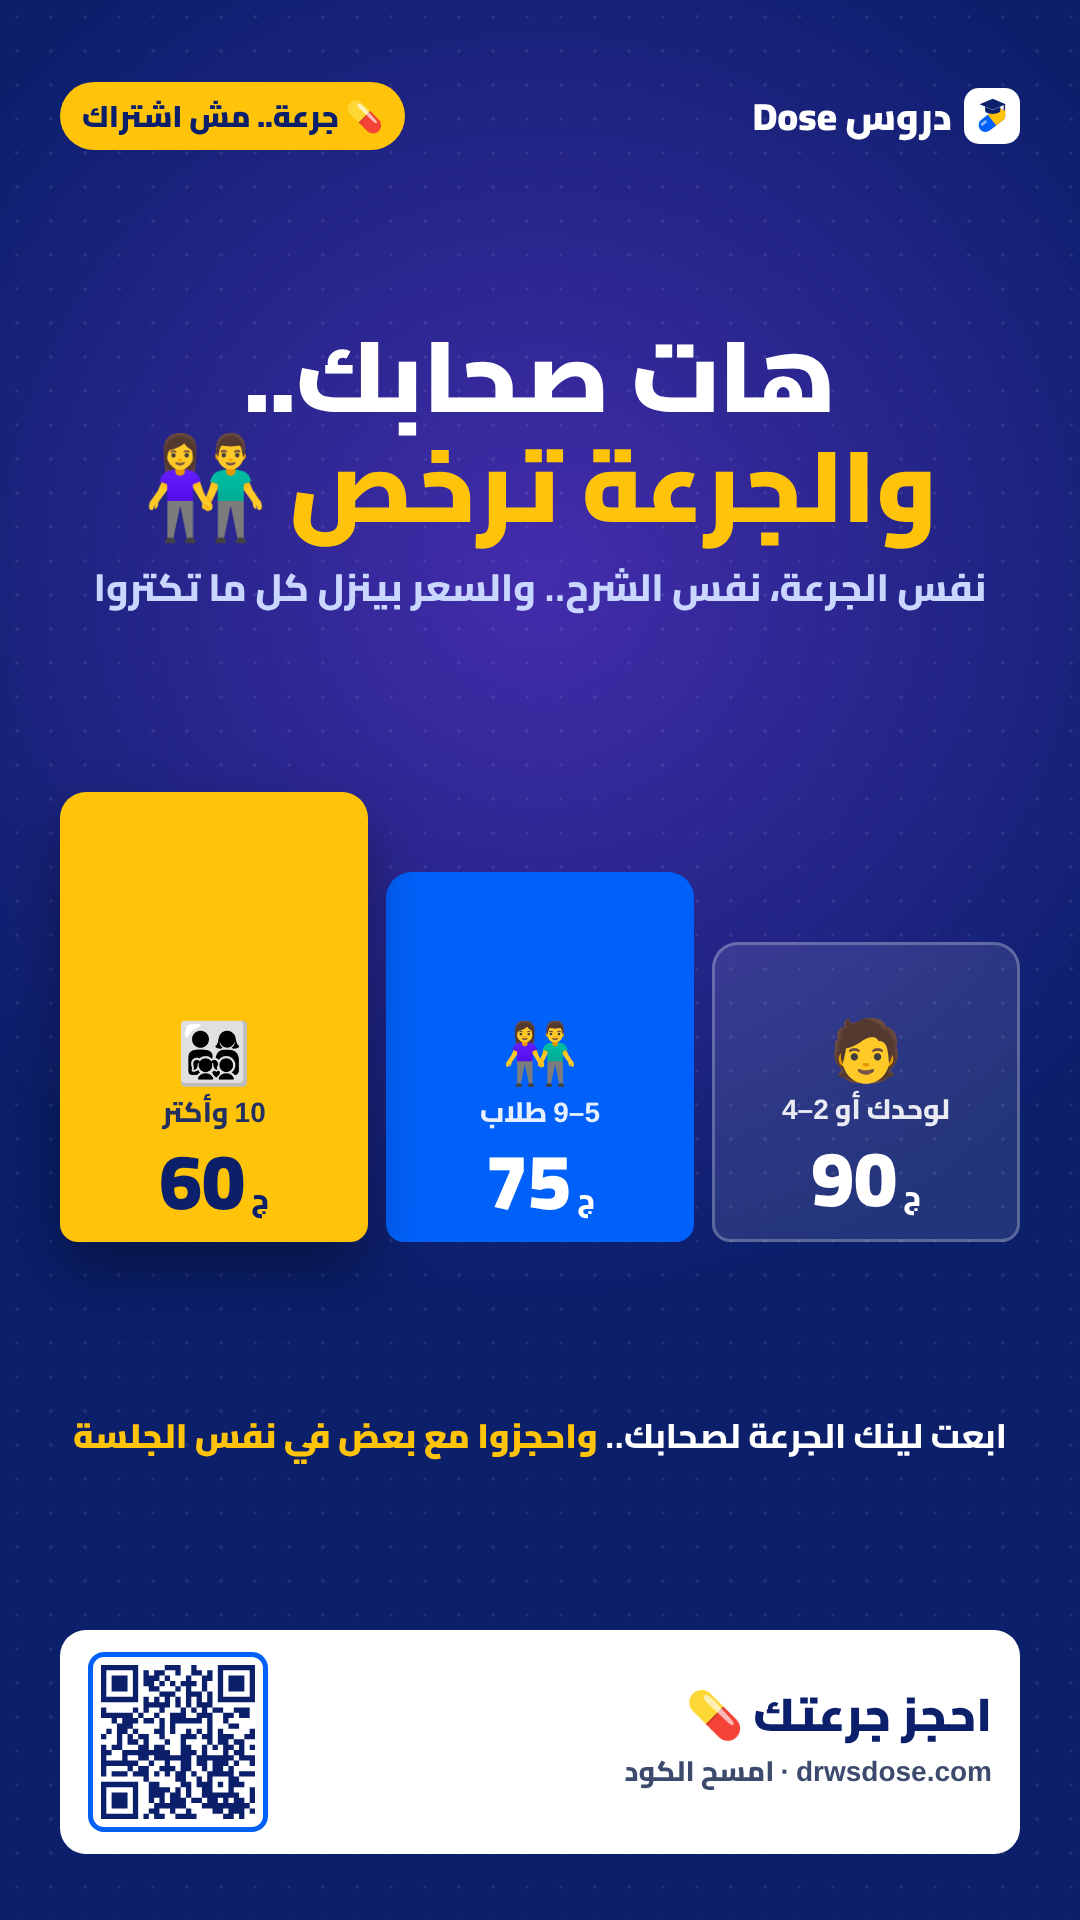 دروس Dose
💊 جرعة.. مش اشتراك
هات صحابك..
والجرعة ترخص 👫
نفس الجرعة، نفس الشرح.. والسعر بينزل كل ما تكتروا
لوحدك أو 2–4
90 ج
5–9 طلاب
75 ج
10 وأكتر
60 ج
ابعت لينك الجرعة لصحابك.. واحجزوا مع بعض في نفس الجلسة
احجز جرعتك 💊
drwsdose.com · امسح الكود